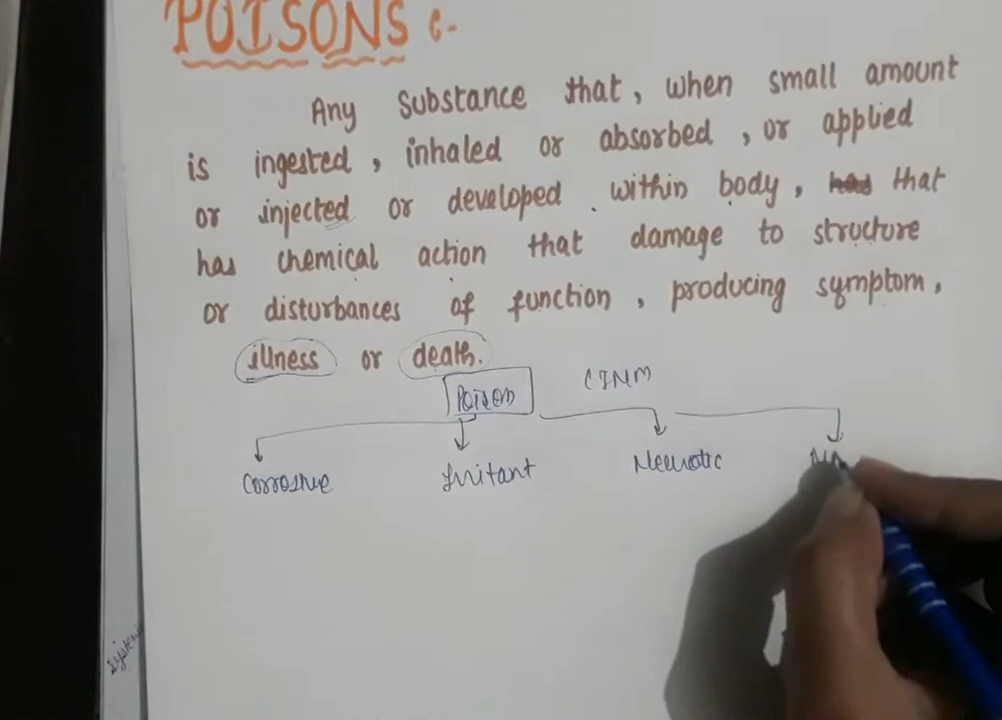 POISONS :-
Any Substance that, when small amount
is ingested, inhaled or absorbed, or applied
or injected or developed within body, has that
has chemical action that damage to structure
or disturbances of function, producing symptom,
illness or death.
Poison CINM
Corrosive Irritant Neurotic